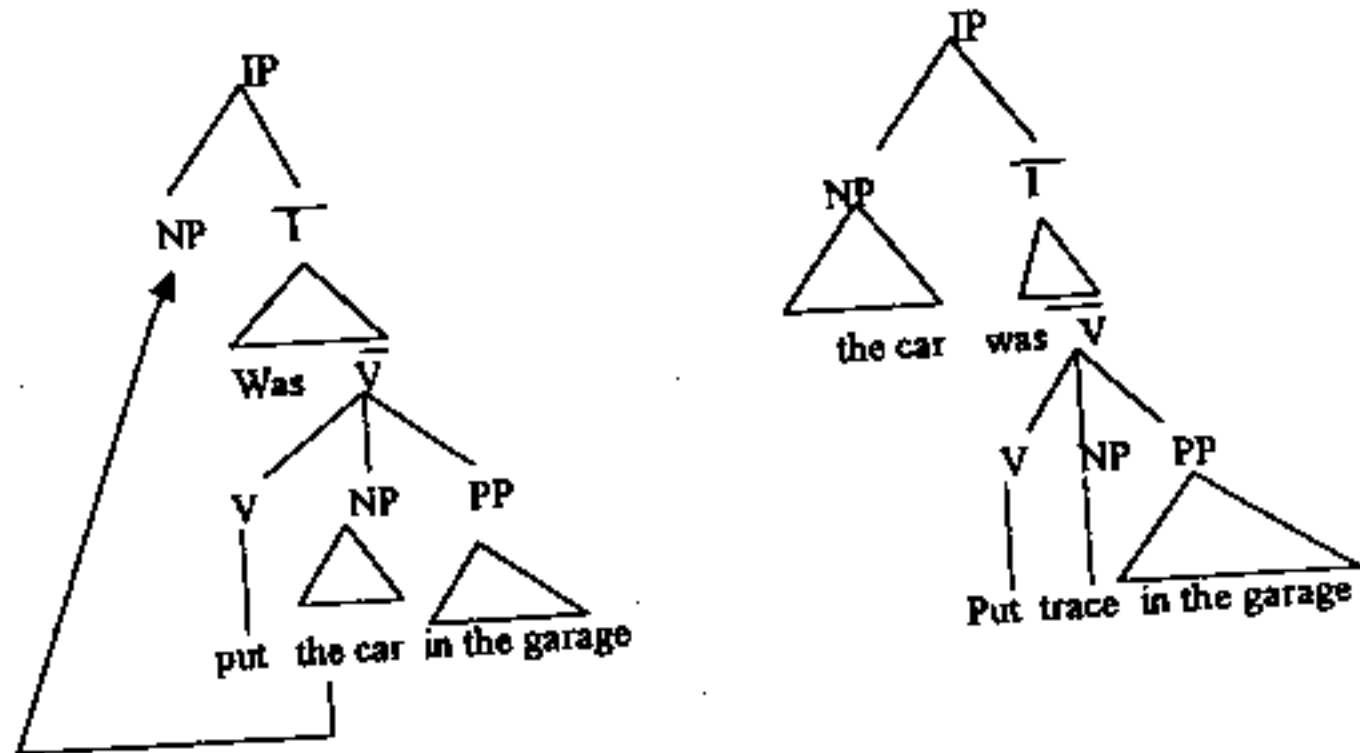 IP
NP Ī
Was V̄
V NP PP
put the car in the garage
IP
NP Ī
the car was V̄
V NP PP
Put trace in the garage